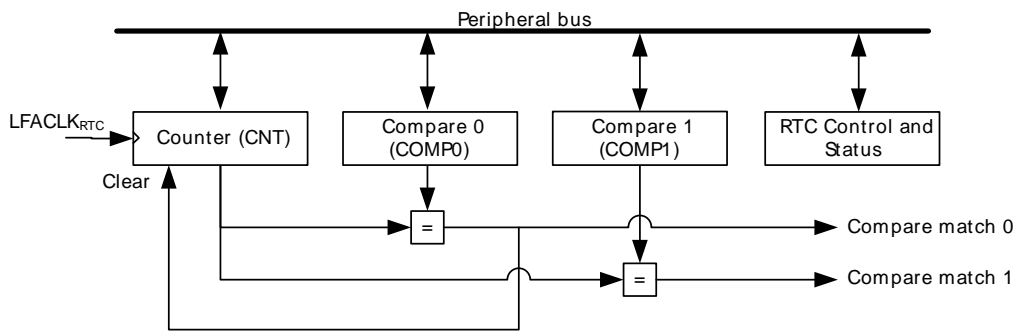 Peripheral bus
LFACLKRTC
Counter (CNT)
Compare 0
(COMP0)
Compare 1
(COMP1)
RTC Control and
Status
Clear
=
Compare match 0
=
Compare match 1